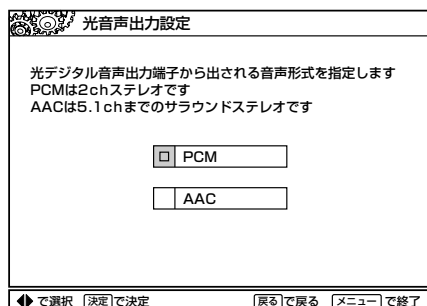 光音声出力設定
光デジタル音声出力端子から出される音声形式を指定します
PCMは2chステレオです
AACは5.1chまでのサラウンドステレオです
PCM
AAC
で選択 決定で決定 戻るで戻る メニューで終了